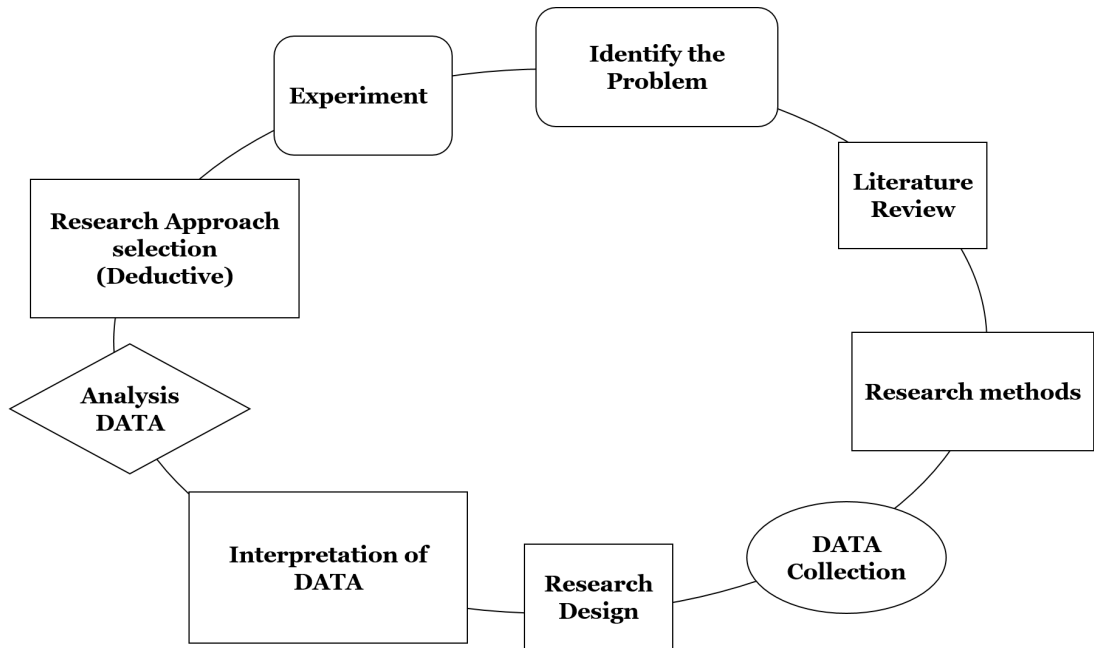 Identify the
Problem
Experiment
Literature
Review
Research Approach
selection
(Deductive)
Research methods
Analysis
DATA
DATA
Collection
Interpretation of
DATA
Research
Design